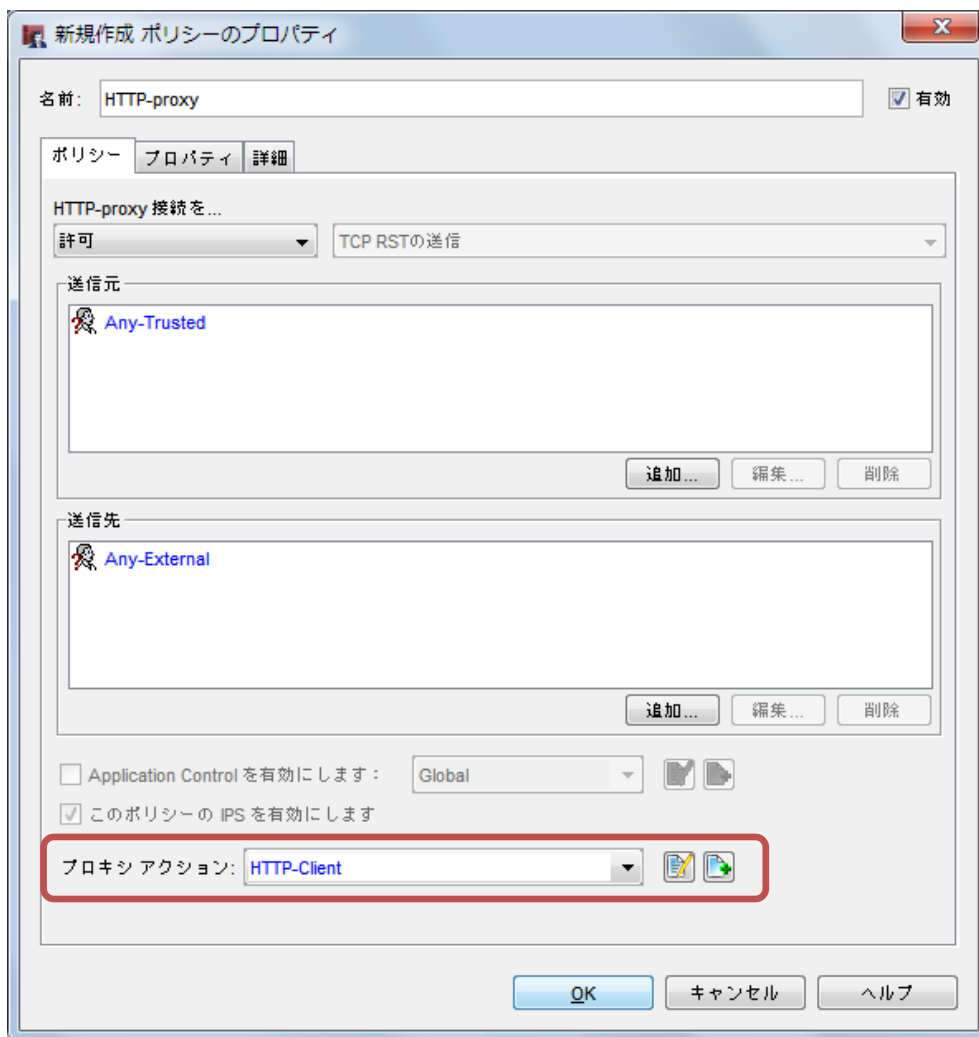 新規作成 ポリシーのプロパティ
名前: HTTP-proxy 有効
ポリシー プロパティ 詳細
HTTP-proxy 接続を...
許可 TCP RSTの送信
送信元
Any-Trusted
追加... 編集... 削除
送信先
Any-External
追加... 編集... 削除
Application Control を有効にします: Global
このポリシーの IPS を有効にします
プロキシ アクション: HTTP-Client
OK キャンセル ヘルプ